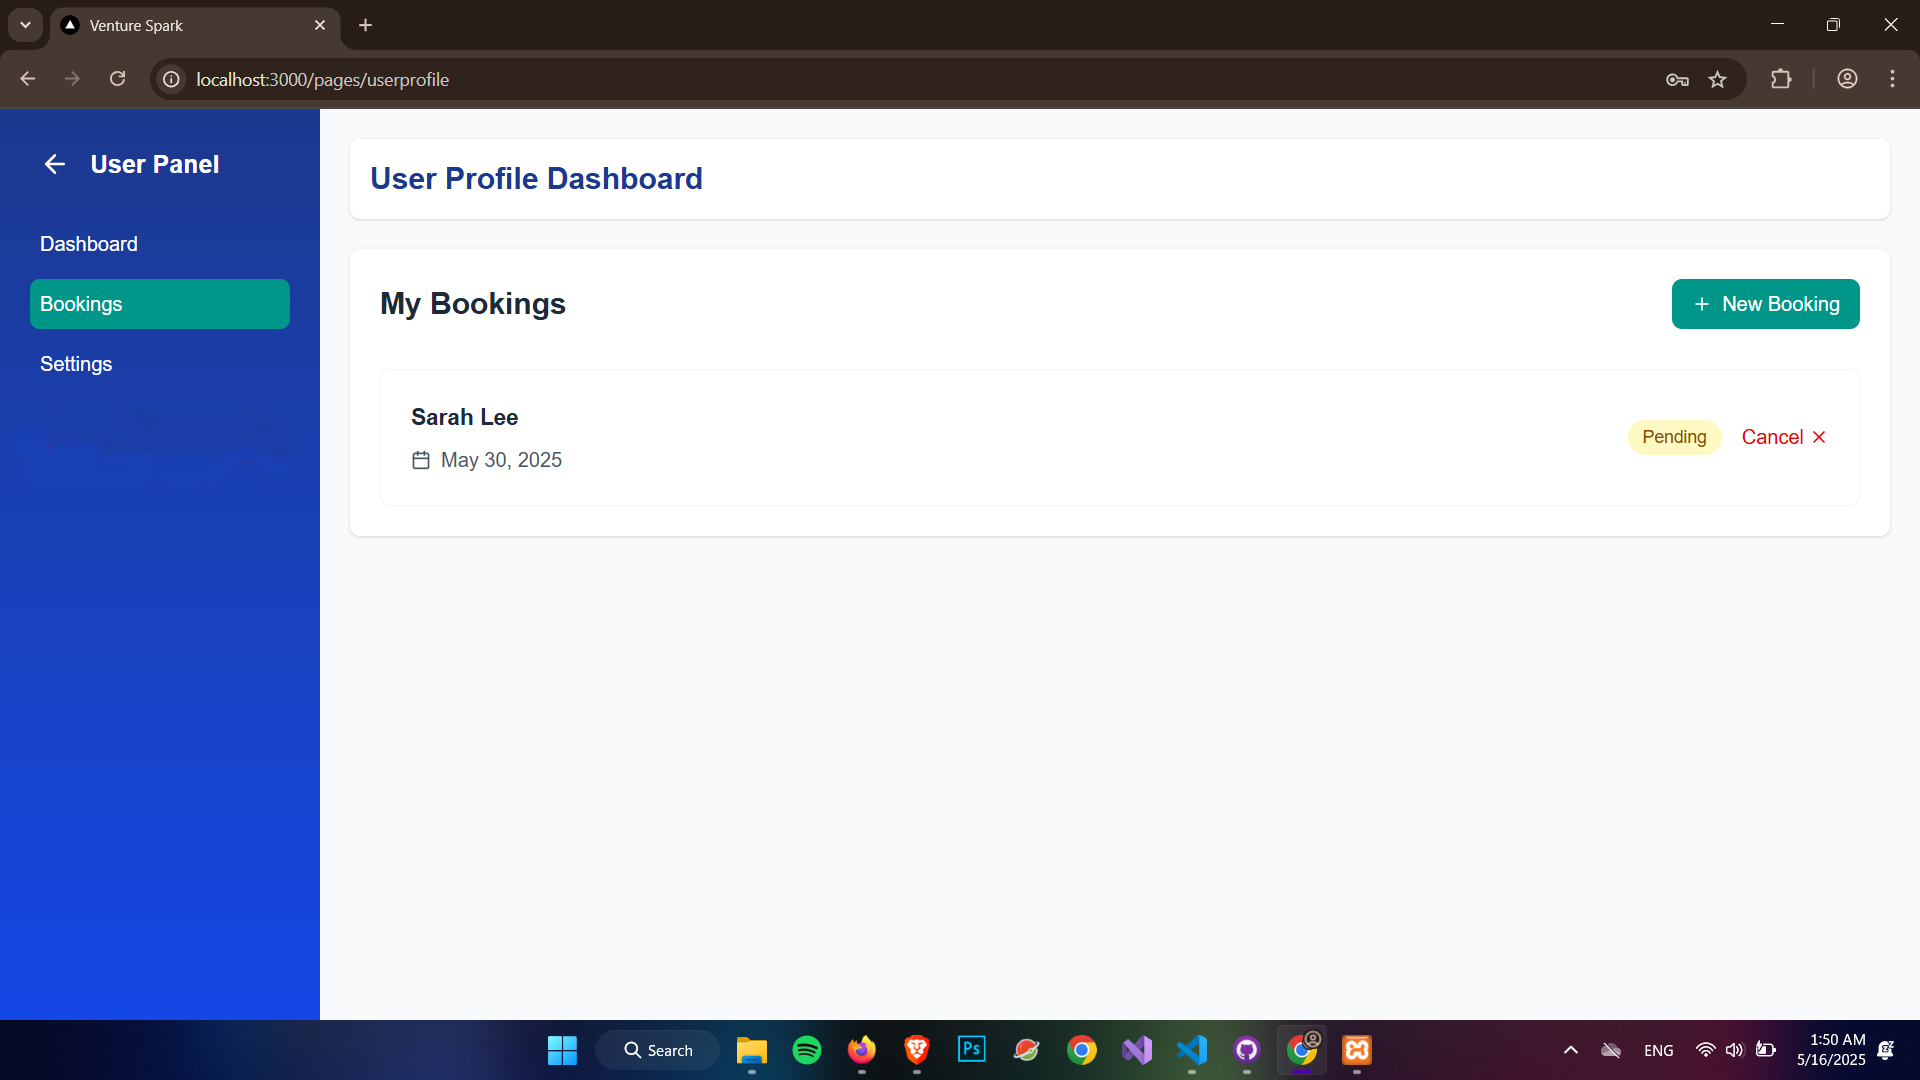 Venture Spark
localhost:3000/pages/userprofile
User Panel
Dashboard
Bookings
Settings
User Profile Dashboard
My Bookings
New Booking
Sarah Lee
May 30, 2025
Pending
Cancel
Search
Ps
ENG
1:50 AM
5/16/2025